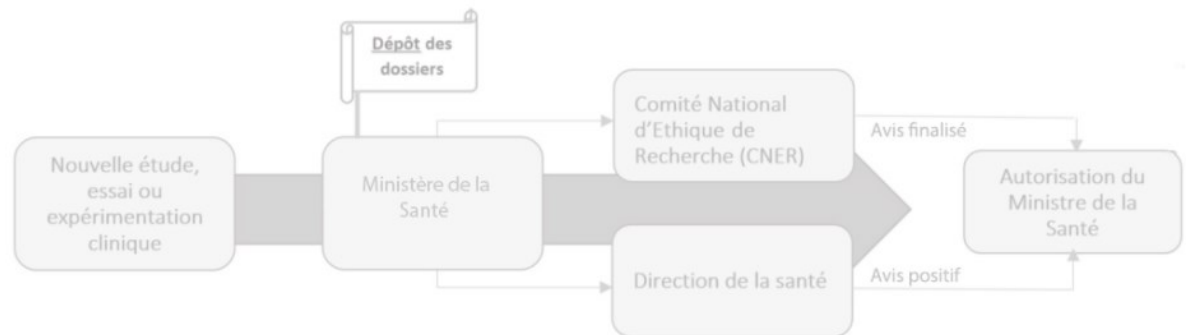 Dépôt des
dossiers
Nouvelle étude,
essai ou
expérimentation
clinique
Ministère de la
Santé
Comité National
d'Ethique de
Recherche (CNER)
Direction de la santé
Avis finalisé
Avis positif
Autorisation du
Ministre de la
Santé